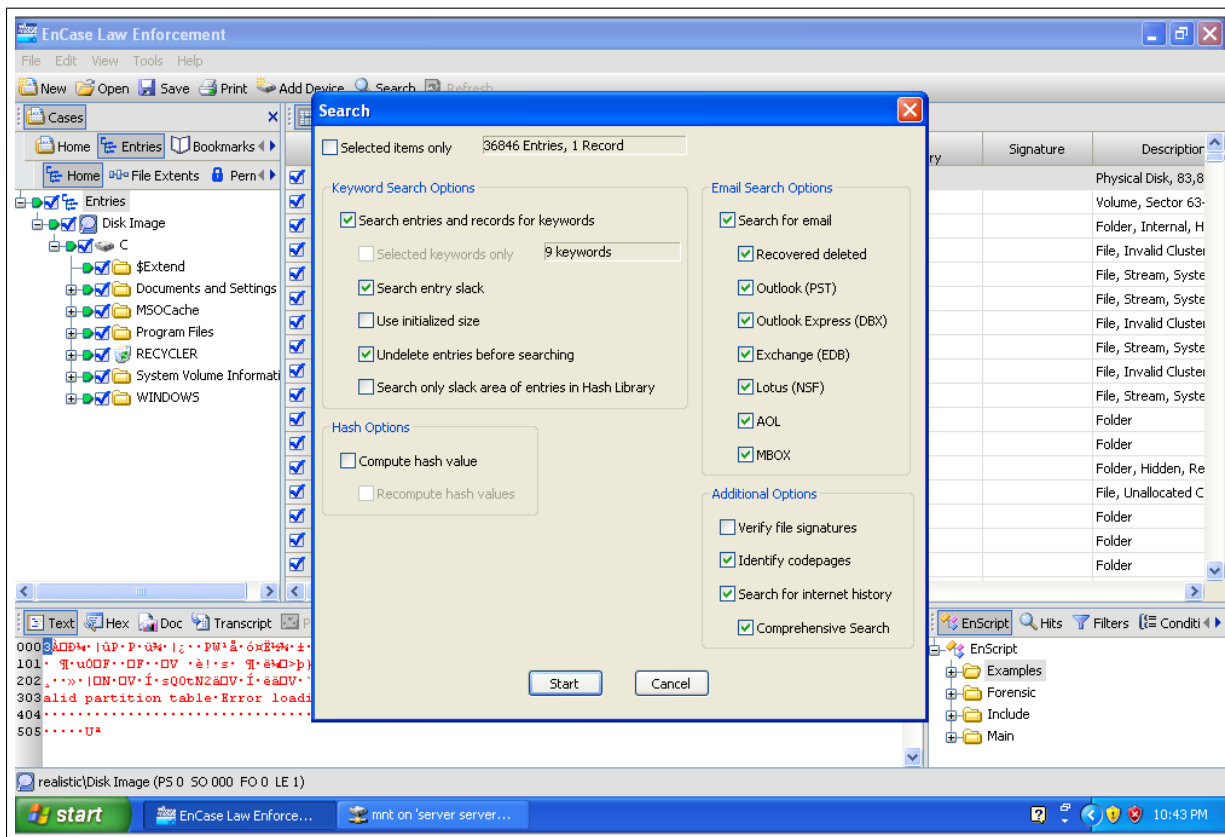 EnCase Law Enforcement
File Edit View Tools Help
New Open Save Print Add Device Search Refresh
Cases
Home Entries Bookmarks
Home File Extents Perm
Entries
Disk Image
C
$Extend
Documents and Settings
MSOCache
Program Files
RECYCLER
System Volume Informati
WINDOWS
ry Signature Descriptior
Physical Disk, 83,8
Volume, Sector 63-
Folder, Internal, H
File, Invalid Cluster
File, Stream, Syste
File, Stream, Syste
File, Invalid Cluster
File, Stream, Syste
File, Invalid Cluster
File, Stream, Syste
Folder
Folder
Folder, Hidden, Re
File, Unallocated C
Folder
Folder
Folder
Search
Selected items only 36846 Entries, 1 Record
Keyword Search Options
Search entries and records for keywords
Selected keywords only 9 keywords
Search entry slack
Use initialized size
Undelete entries before searching
Search only slack area of entries in Hash Library
Hash Options
Compute hash value
Recompute hash values
Email Search Options
Search for email
Recovered deleted
Outlook (PST)
Outlook Express (DBX)
Exchange (EDB)
Lotus (NSF)
AOL
MBOX
Additional Options
Verify file signatures
Identify codepages
Search for internet history
Comprehensive Search
Start Cancel
Text Hex Doc Transcript
000
101
202
303alid partition table·Error loadi
404
505
EnScript Hits Filters Conditi
EnScript
Examples
Forensic
Include
Main
realistic\Disk Image (PS 0 SO 000 FO 0 LE 1)
start EnCase Law Enforce... mnt on 'server server... 10:43 PM